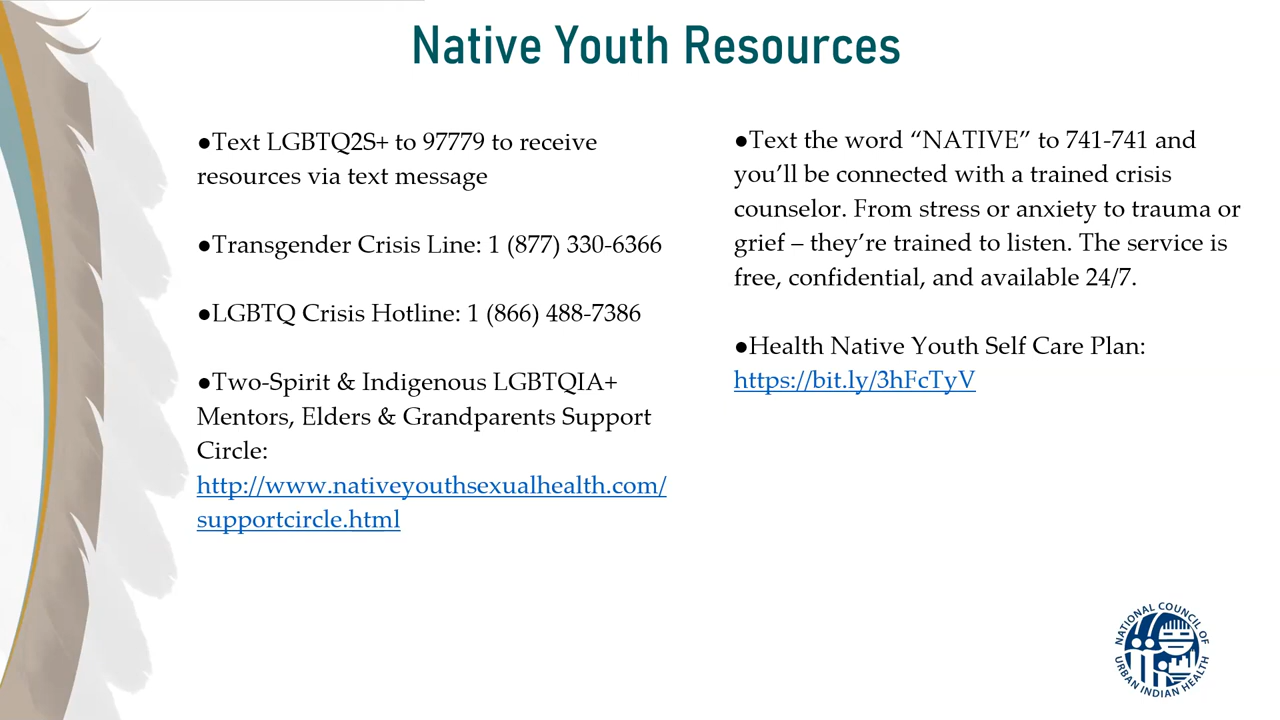 Native Youth Resources
●Text LGBTQ2S+ to 97779 to receive
resources via text message
●Transgender Crisis Line: 1 (877) 330-6366
●LGBTQ Crisis Hotline: 1 (866) 488-7386
●Two-Spirit & Indigenous LGBTQIA+
Mentors, Elders & Grandparents Support
Circle:
http://www.nativeyouthsexualhealth.com/
supportcircle.html
●Text the word “NATIVE” to 741-741 and
you’ll be connected with a trained crisis
counselor. From stress or anxiety to trauma or
grief – they’re trained to listen. The service is
free, confidential, and available 24/7.
●Health Native Youth Self Care Plan:
https://bit.ly/3hFcTyV
NATIONAL COUNCIL OF
URBAN INDIAN HEALTH